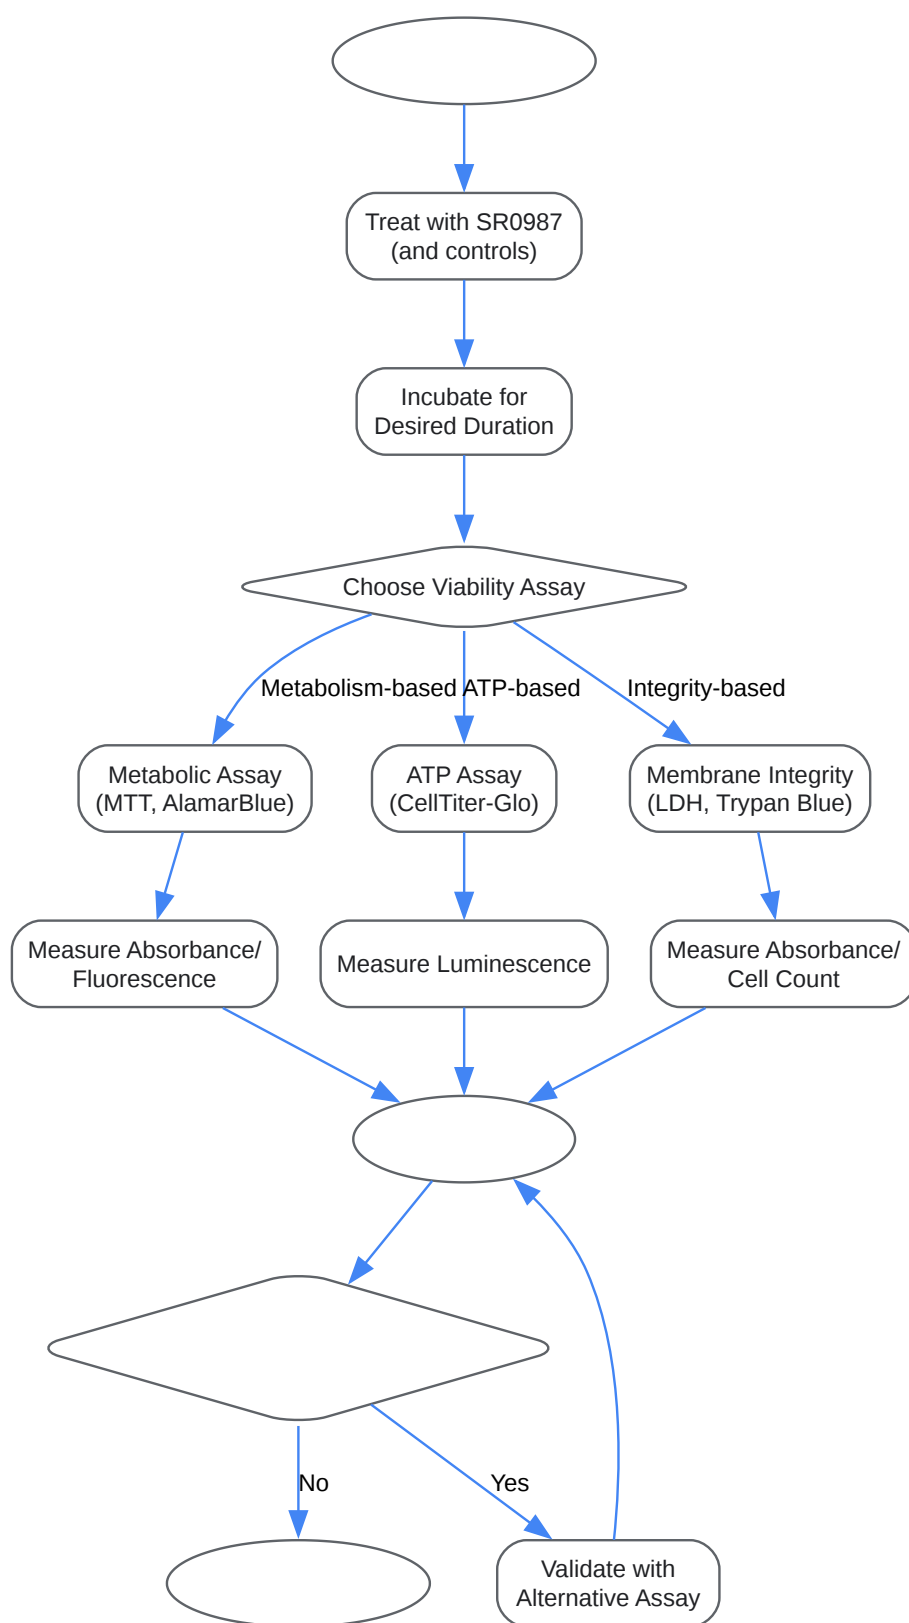 Treat with SR0987
(and controls)
Incubate for
Desired Duration
Choose Viability Assay
Metabolism-based
ATP-based
Integrity-based
Metabolic Assay
(MTT, AlamarBlue)
ATP Assay
(CellTiter-Glo)
Membrane Integrity
(LDH, Trypan Blue)
Measure Absorbance/
Fluorescence
Measure Luminescence
Measure Absorbance/
Cell Count
No
Yes
Validate with
Alternative Assay